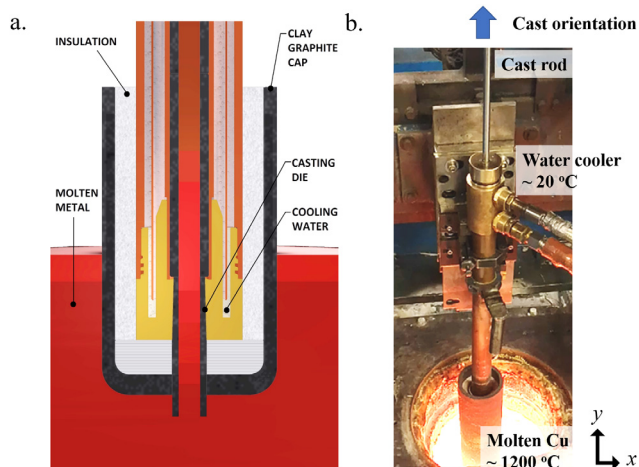 a.
INSULATION
CLAY
GRAPHITE
CAP
CASTING
DIE
MOLTEN
METAL
COOLING
WATER
b.
Cast orientation
Cast rod
Water cooler
~ 20 °C
Molten Cu
~ 1200 °C
y
x